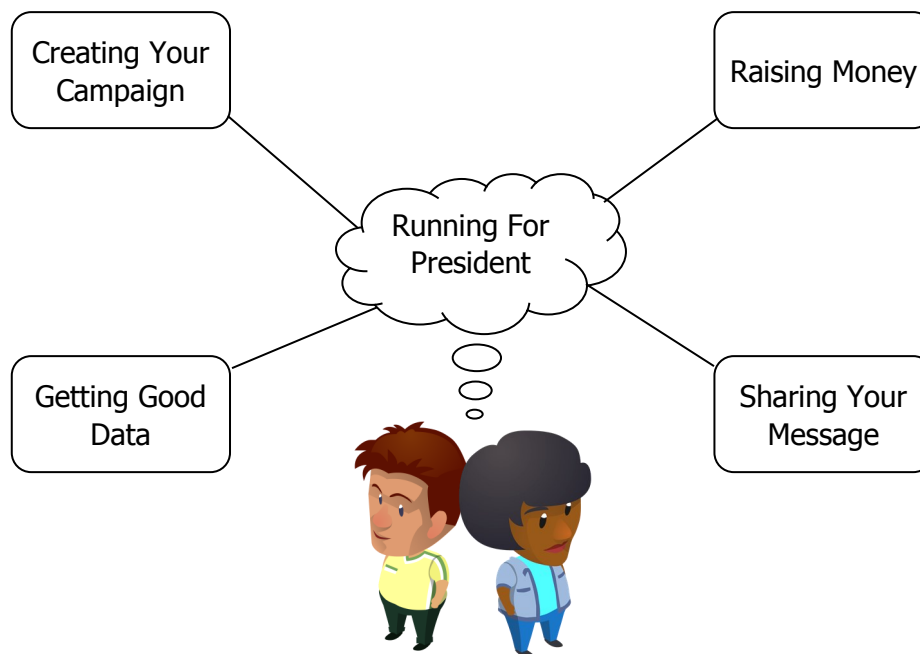 Creating Your
Campaign
Raising Money
Running For
President
Getting Good
Data
Sharing Your
Message